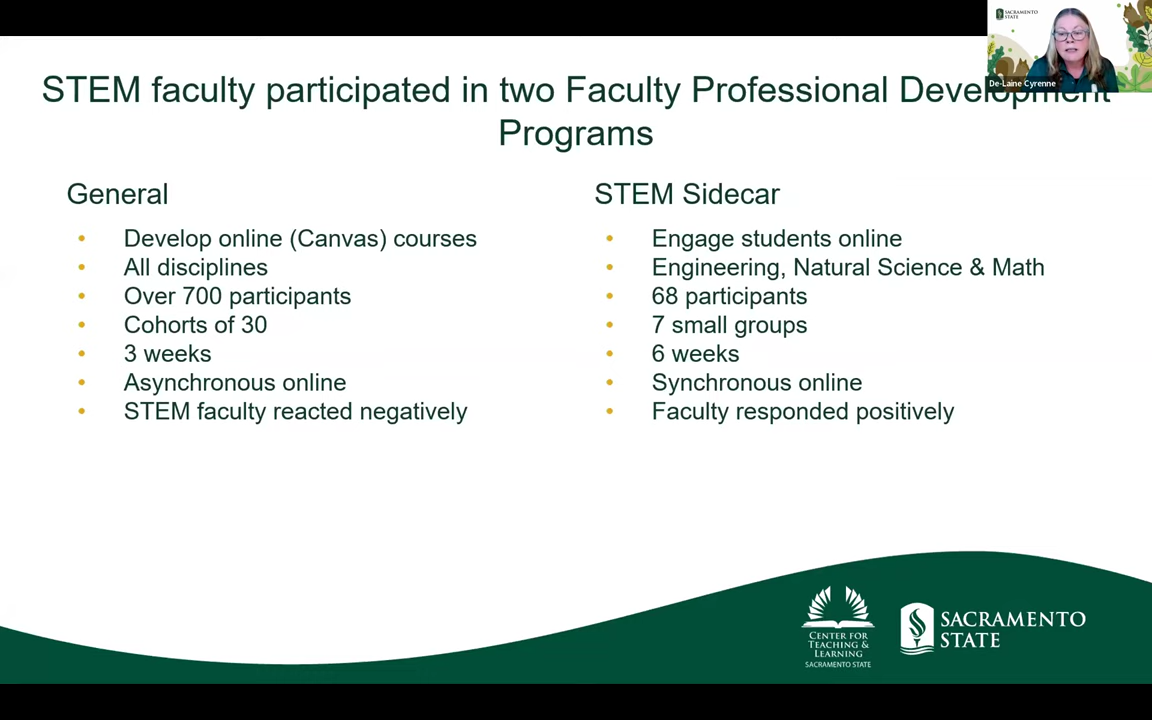 SACRAMENTO
STATE
De-Laine Cyrenne
STEM faculty participated in two Faculty Professional Development
Programs
General
• Develop online (Canvas) courses
• All disciplines
• Over 700 participants
• Cohorts of 30
• 3 weeks
• Asynchronous online
• STEM faculty reacted negatively
STEM Sidecar
• Engage students online
• Engineering, Natural Science & Math
• 68 participants
• 7 small groups
• 6 weeks
• Synchronous online
• Faculty responded positively
CENTER FOR
TEACHING &
LEARNING
SACRAMENTO STATE
SACRAMENTO
STATE